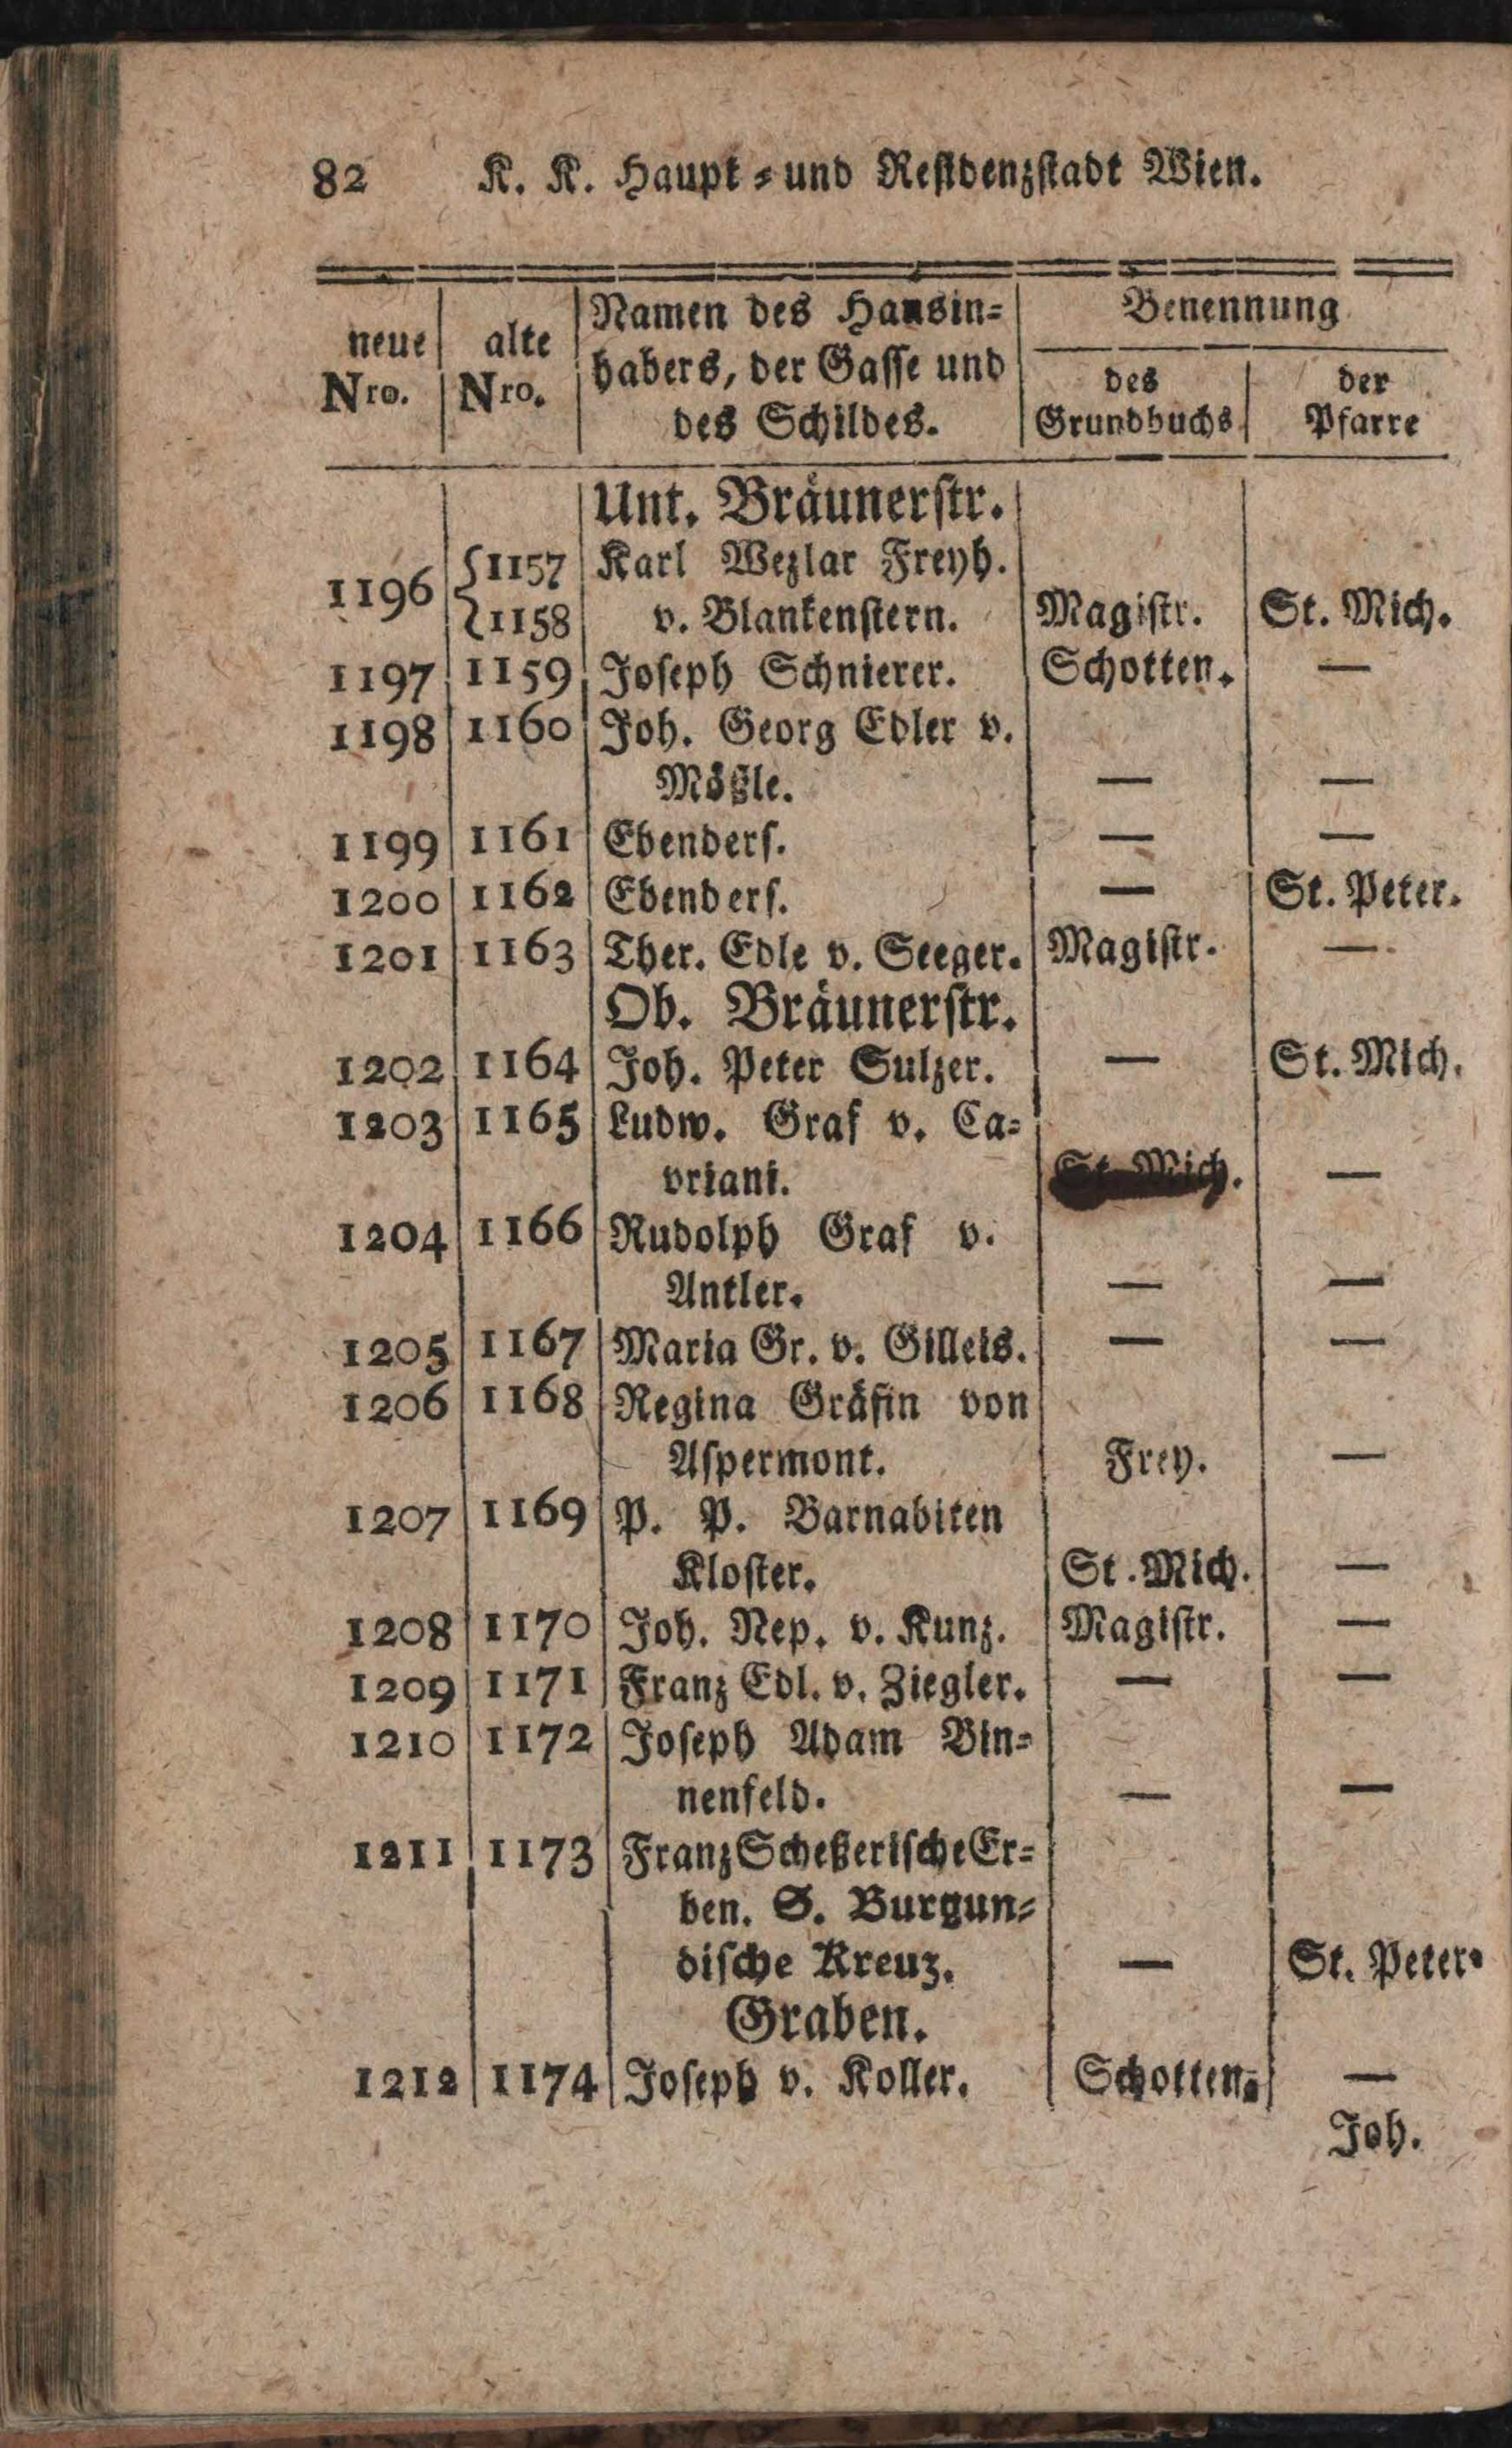 82 K. K. Haupt- und Residenzstadt Wien.
neue Nro. | alte Nro. | Namen des Hausin-
habers, der Gasse und
des Schildes. | Benennung
des Grundbuchs | der Pfarre
Unt. Bräunerstr.
1196 {1157 Karl Wezlar Freyh.
{1158 v. Blankenstern. Magistr. St. Mich.
1197 1159 Joseph Schnierer. Schotten. —
1198 1160 Joh. Georg Edler v.
Mößle. — —
1199 1161 Ebenders. — —
1200 1162 Ebenders. — St. Peter.
1201 1163 Ther. Edle v. Seeger. Magistr. —
Ob. Bräunerstr.
1202 1164 Joh. Peter Sulzer. — St. Mich.
1203 1165 Ludw. Graf v. Ca-
vriani. St. Mich. —
1204 1166 Rudolph Graf v.
Antler. — —
1205 1167 Maria Gr. v. Gilleis. — —
1206 1168 Regina Gräfin von
Aspermont. Frey. —
1207 1169 P. P. Barnabiten
Kloster. St. Mich. —
1208 1170 Joh. Nep. v. Kunz. Magistr. —
1209 1171 Franz Edl. v. Ziegler. — —
1210 1172 Joseph Adam Bin-
nenfeld. — —
1211 1173 Franz Scheßerische Er-
ben. S. Burgun-
dische Kreuz. — St. Peter.
Graben.
1212 1174 Joseph v. Koller. Schotten. —
Joh.